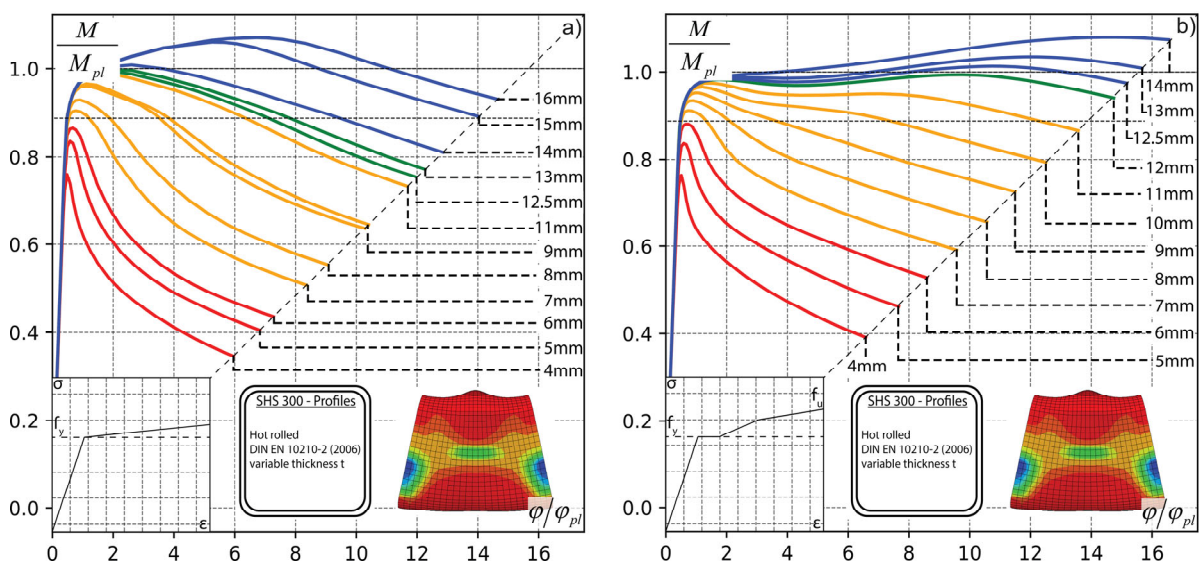 a)
M
M_pl
1.0
0.8
0.6
0.4
0.2
0.0
16mm
15mm
14mm
13mm
12.5mm
11mm
9mm
8mm
7mm
6mm
5mm
4mm
σ
f_y
ε
SHS 300 - Profiles
Hot rolled
DIN EN 10210-2 (2006)
variable thickness t
φ/φ_pl
0 2 4 6 8 10 12 14 16
b)
M
M_pl
1.0
0.8
0.6
0.4
0.2
0.0
14mm
13mm
12.5mm
12mm
11mm
10mm
9mm
8mm
7mm
6mm
5mm
4mm
σ
f_u
f_y
ε
SHS 300 - Profiles
Hot rolled
DIN EN 10210-2 (2006)
variable thickness t
φ/φ_pl
0 2 4 6 8 10 12 14 16